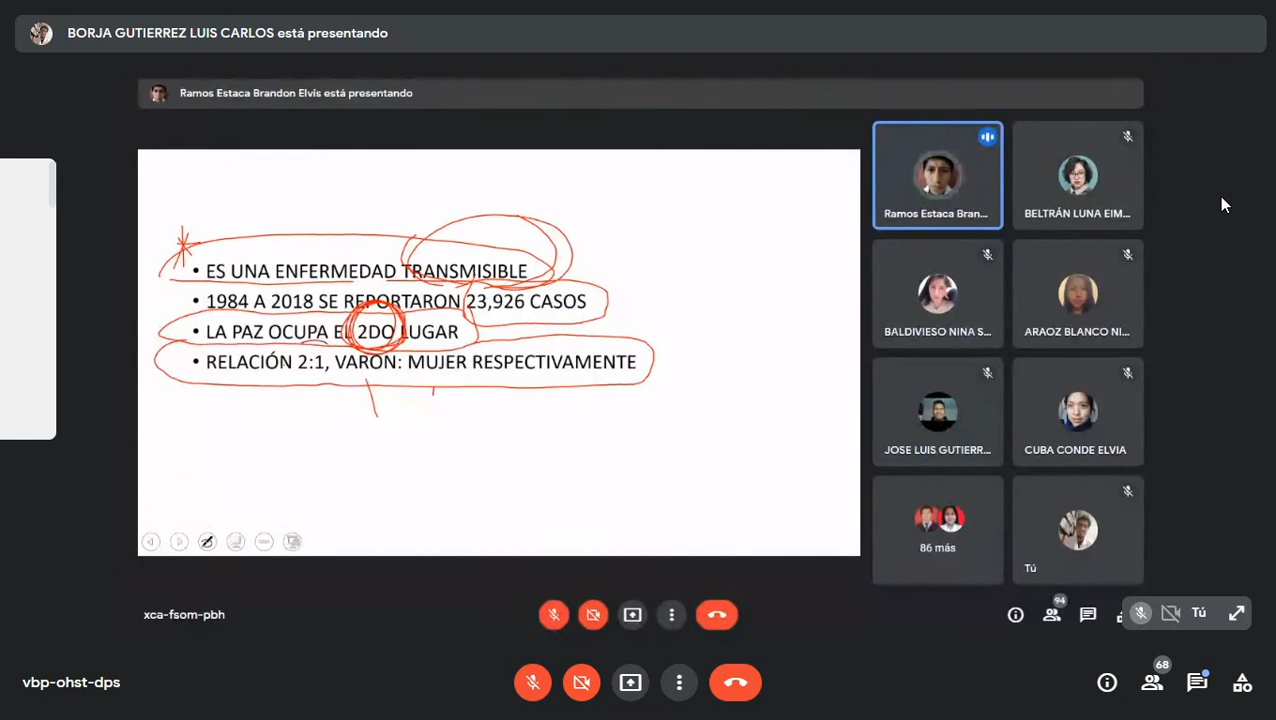 BORJA GUTIERREZ LUIS CARLOS está presentando
Ramos Estaca Brandon Elvis está presentando
• ES UNA ENFERMEDAD TRANSMISIBLE
• 1984 A 2018 SE REPORTARON 23,926 CASOS
• LA PAZ OCUPA EL 2DO LUGAR
• RELACIÓN 2:1, VARON: MUJER RESPECTIVAMENTE
Ramos Estaca Bran...
BELTRÁN LUNA EIM...
BALDIVIESO NINA S...
ARAOZ BLANCO NI...
JOSE LUIS GUTIERR...
CUBA CONDE ELVIA
86 más
Tú
xca-fsom-pbh
94
Tú
vbp-ohst-dps
68